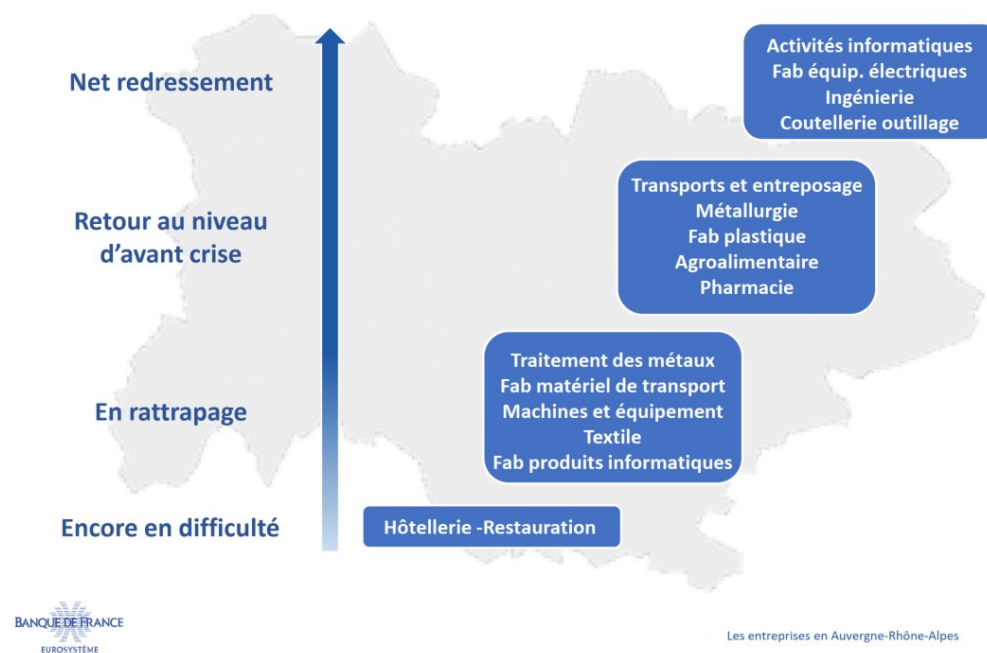 Net redressement
Activités informatiques
Fab équip. électriques
Ingénierie
Coutellerie outillage
Retour au niveau
d'avant crise
Transports et entreposage
Métallurgie
Fab plastique
Agroalimentaire
Pharmacie
En rattrapage
Traitement des métaux
Fab matériel de transport
Machines et équipement
Textile
Fab produits informatiques
Encore en difficulté
Hôtellerie -Restauration
BANQUE DE FRANCE
EUROSYSTÈME
Les entreprises en Auvergne-Rhône-Alpes